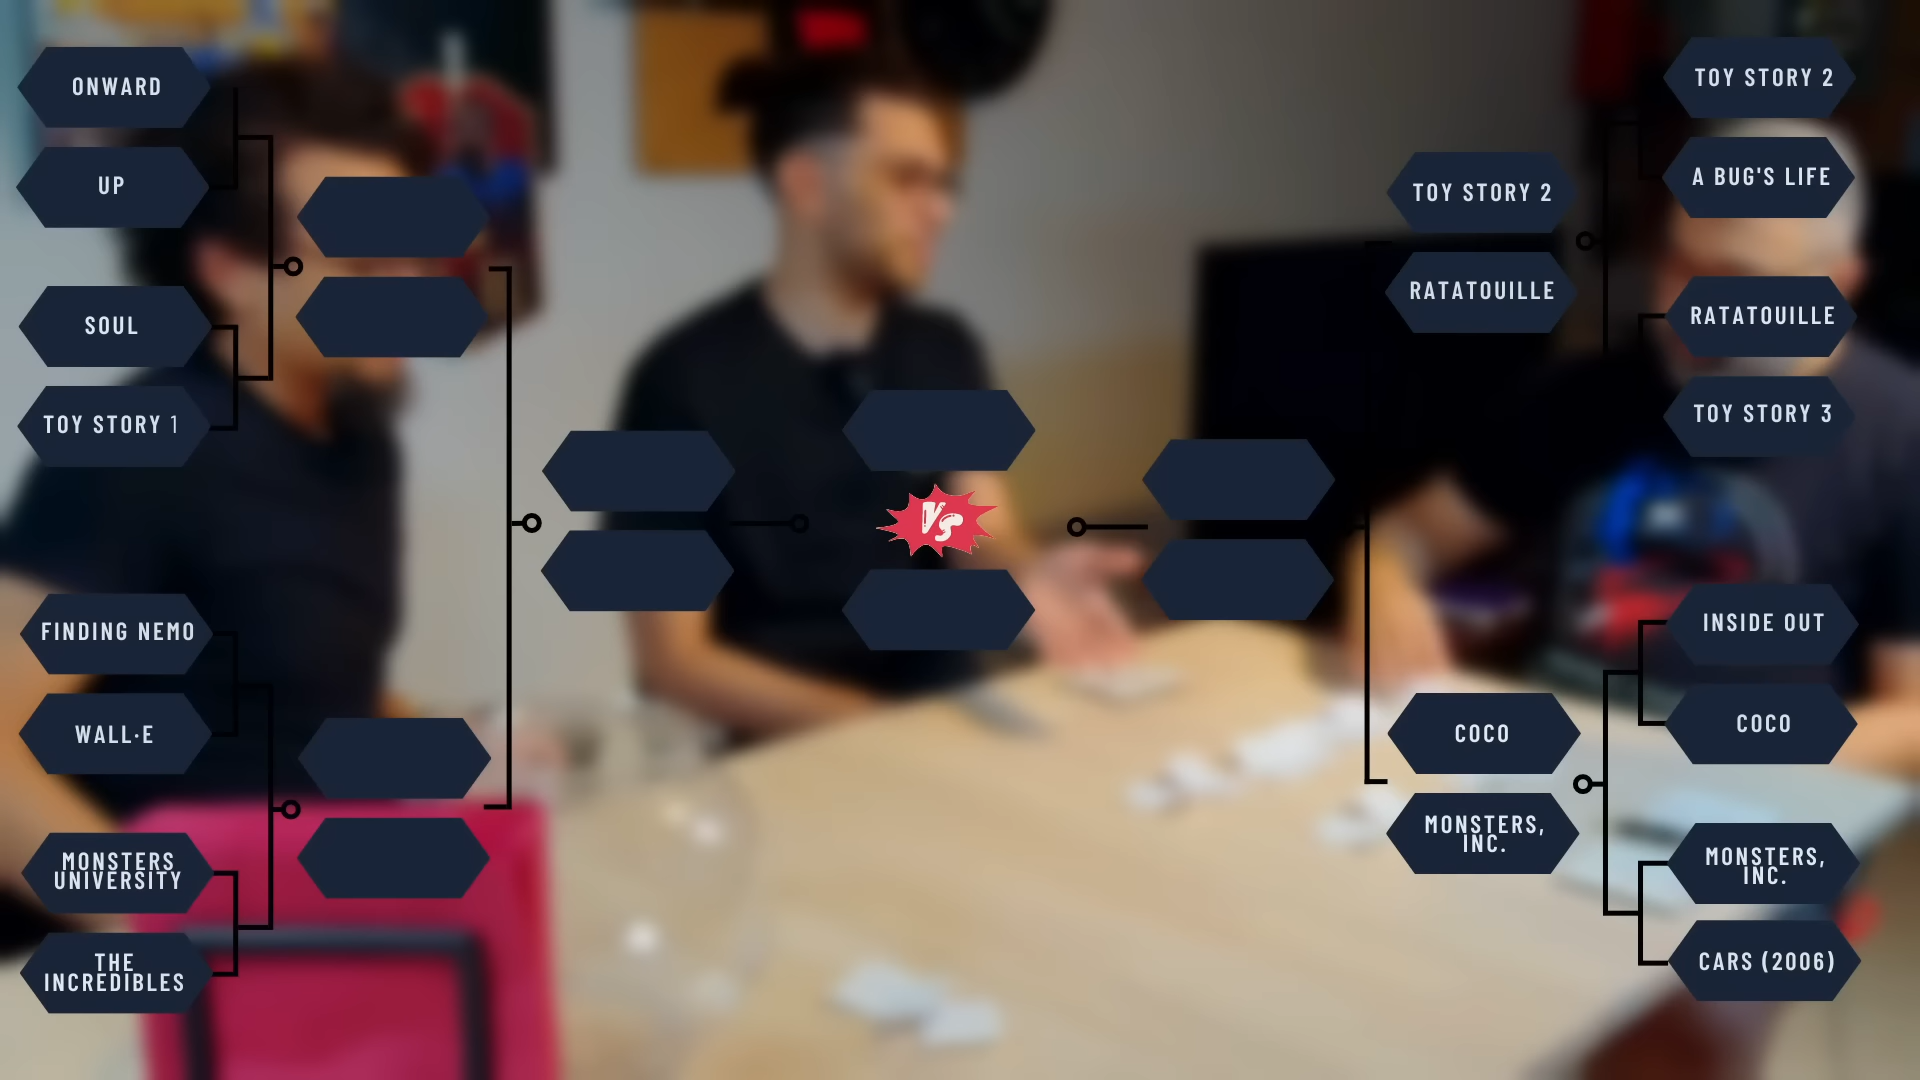 ONWARD
UP
SOUL
TOY STORY 1
FINDING NEMO
WALL·E
MONSTERS
UNIVERSITY
THE
INCREDIBLES
VS
TOY STORY 2
RATATOUILLE
COCO
MONSTERS,
INC.
TOY STORY 2
A BUG'S LIFE
RATATOUILLE
TOY STORY 3
INSIDE OUT
COCO
MONSTERS,
INC.
CARS (2006)